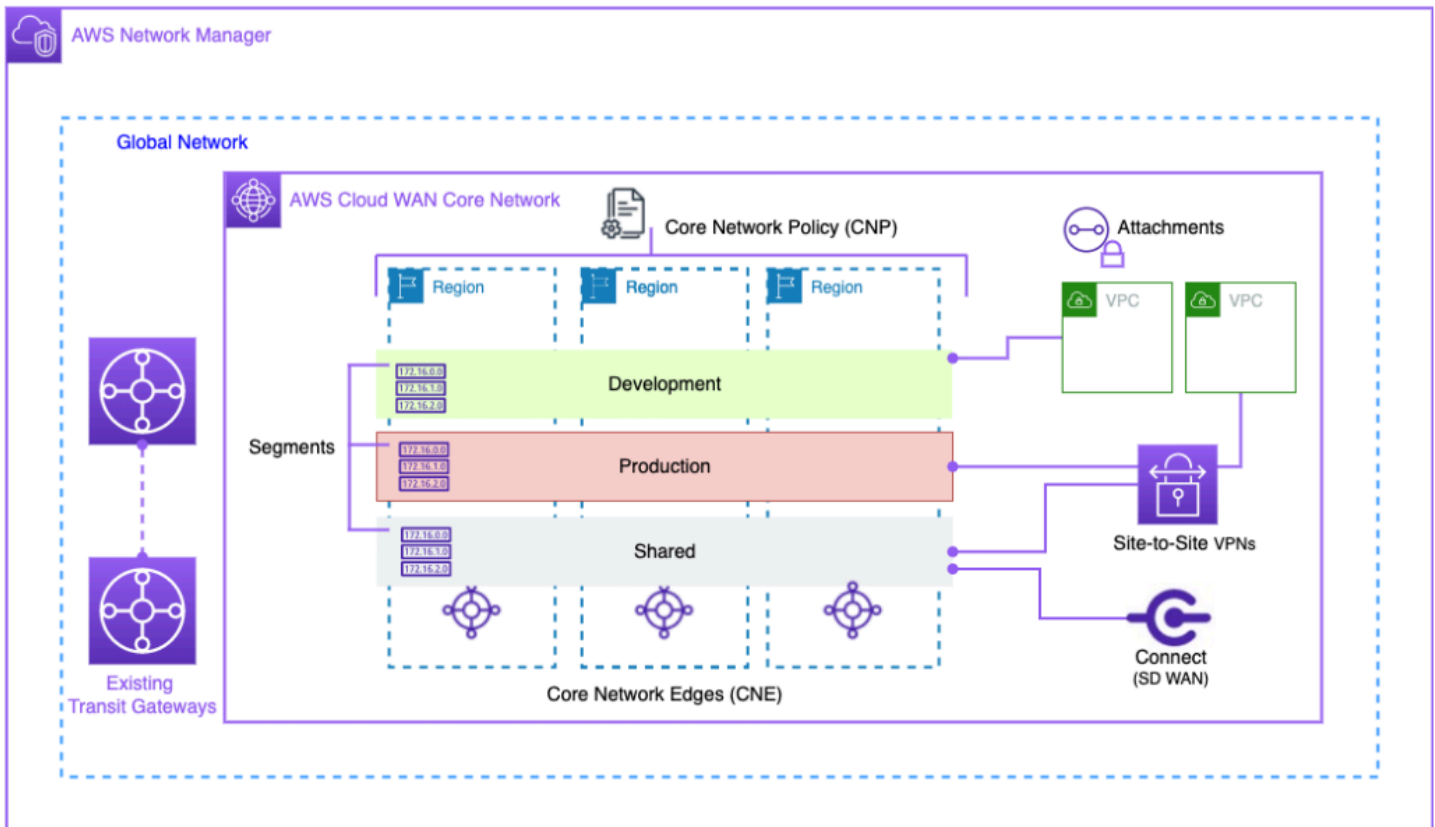 AWS Network Manager
Global Network
AWS Cloud WAN Core Network
Core Network Policy (CNP)
Attachments
Region
Region
Region
VPC
VPC
172.16.0.0
172.16.1.0
172.16.2.0
Development
Segments
172.16.0.0
172.16.1.0
172.16.2.0
Production
172.16.0.0
172.16.1.0
172.16.2.0
Shared
Site-to-Site VPNs
Connect
(SD WAN)
Existing
Transit Gateways
Core Network Edges (CNE)